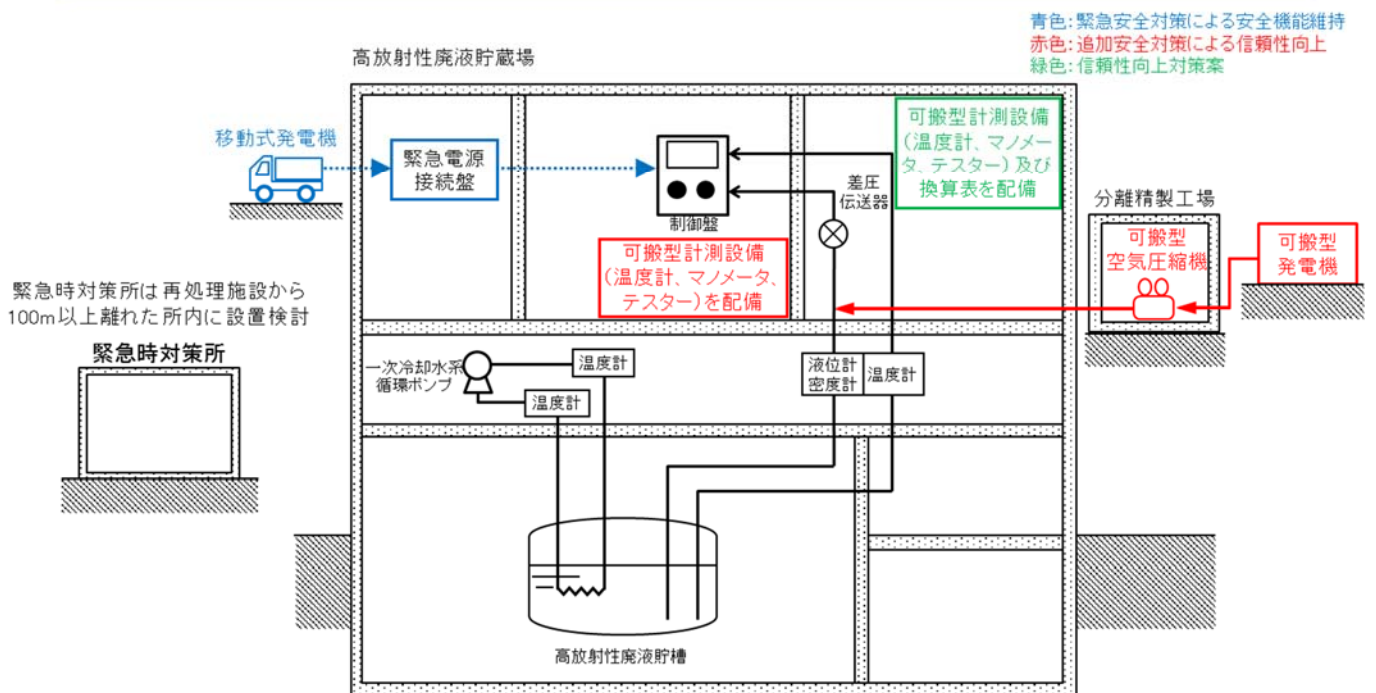 青色：緊急安全対策による安全機能維持
赤色：追加安全対策による信頼性向上
緑色：信頼性向上対策案
高放射性廃液貯蔵場
移動式発電機
緊急電源
接続盤
制御盤
差圧
伝送器
可搬型計測設備
（温度計、マノメー
タ、テスター）及び
換算表を配備
可搬型計測設備
（温度計、マノメータ、
テスター）を配備
分離精製工場
可搬型
空気圧縮機
可搬型
発電機
緊急時対策所は再処理施設から
100m以上離れた所内に設置検討
緊急時対策所
一次冷却水系
循環ポンプ
温度計
温度計
液位計
密度計
温度計
高放射性廃液貯槽